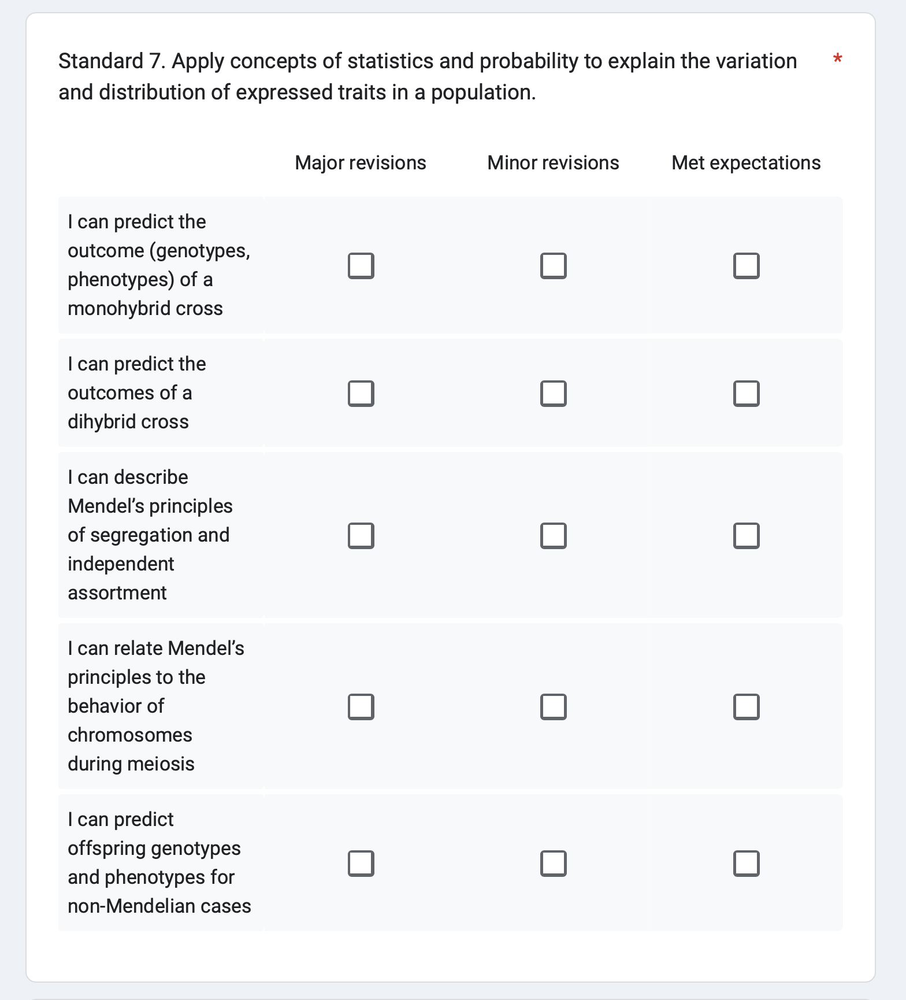 Standard 7. Apply concepts of statistics and probability to explain the variation *
and distribution of expressed traits in a population.
Major revisions Minor revisions Met expectations
I can predict the
outcome (genotypes,
phenotypes) of a
monohybrid cross
I can predict the
outcomes of a
dihybrid cross
I can describe
Mendel’s principles
of segregation and
independent
assortment
I can relate Mendel’s
principles to the
behavior of
chromosomes
during meiosis
I can predict
offspring genotypes
and phenotypes for
non-Mendelian cases